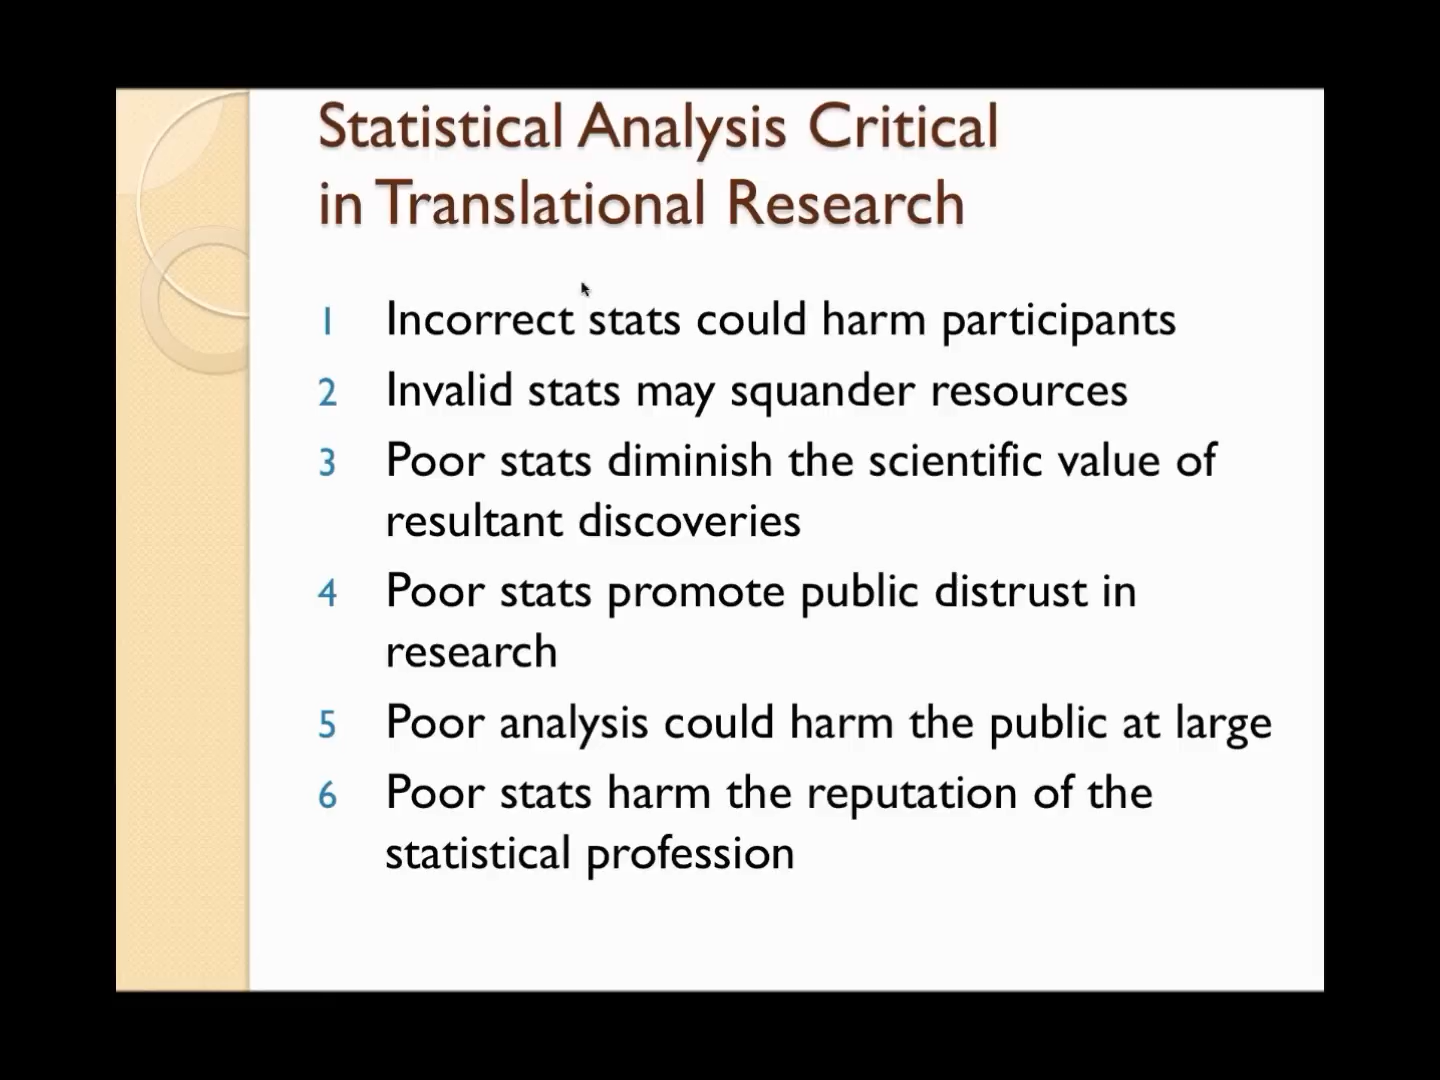 Statistical Analysis Critical
in Translational Research
1 Incorrect stats could harm participants
2 Invalid stats may squander resources
3 Poor stats diminish the scientific value of
resultant discoveries
4 Poor stats promote public distrust in
research
5 Poor analysis could harm the public at large
6 Poor stats harm the reputation of the
statistical profession